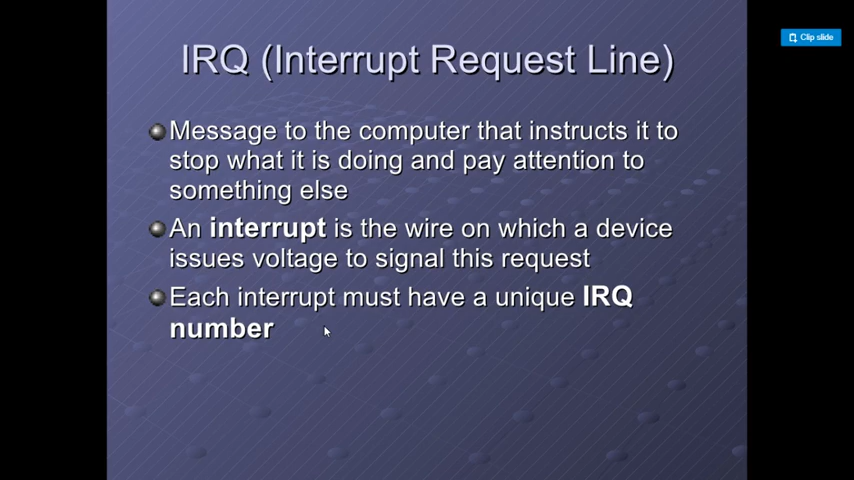 Clip slide
IRQ (Interrupt Request Line)
Message to the computer that instructs it to
stop what it is doing and pay attention to
something else
An interrupt is the wire on which a device
issues voltage to signal this request
Each interrupt must have a unique IRQ
number